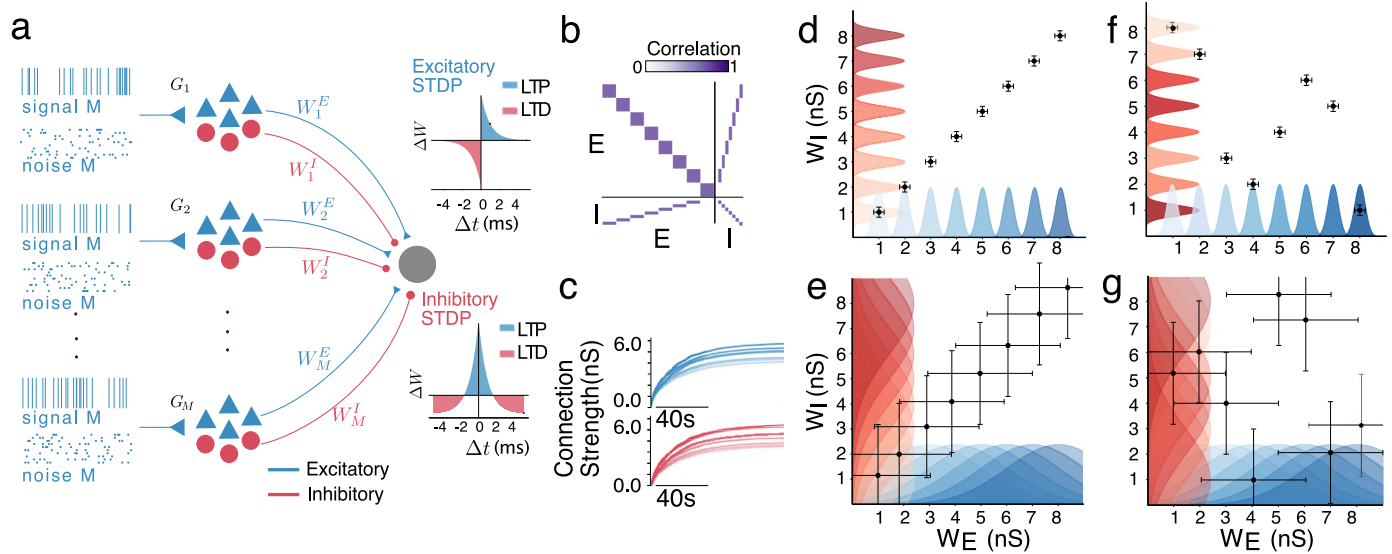 a
signal M
noise M
signal M
noise M
signal M
noise M
G1
G2
GM
W1^E
W1^I
W2^E
W2^I
WM^E
WM^I
Excitatory
STDP
LTP
LTD
ΔW
-4 -2 0 2 4
Δt (ms)
Inhibitory
STDP
LTP
LTD
ΔW
-4 -2 0 2 4
Δt (ms)
Excitatory
Inhibitory
b
Correlation
0 1
E
I
E I
c
6.0
0.0
40s
6.0
0.0
40s
Connection
Strength(nS)
d
WI (nS)
8
7
6
5
4
3
2
1
1 2 3 4 5 6 7 8
e
WI (nS)
8
7
6
5
4
3
2
1
1 2 3 4 5 6 7 8
WE (nS)
f
8
7
6
5
4
3
2
1
1 2 3 4 5 6 7 8
g
8
7
6
5
4
3
2
1
1 2 3 4 5 6 7 8
WE (nS)